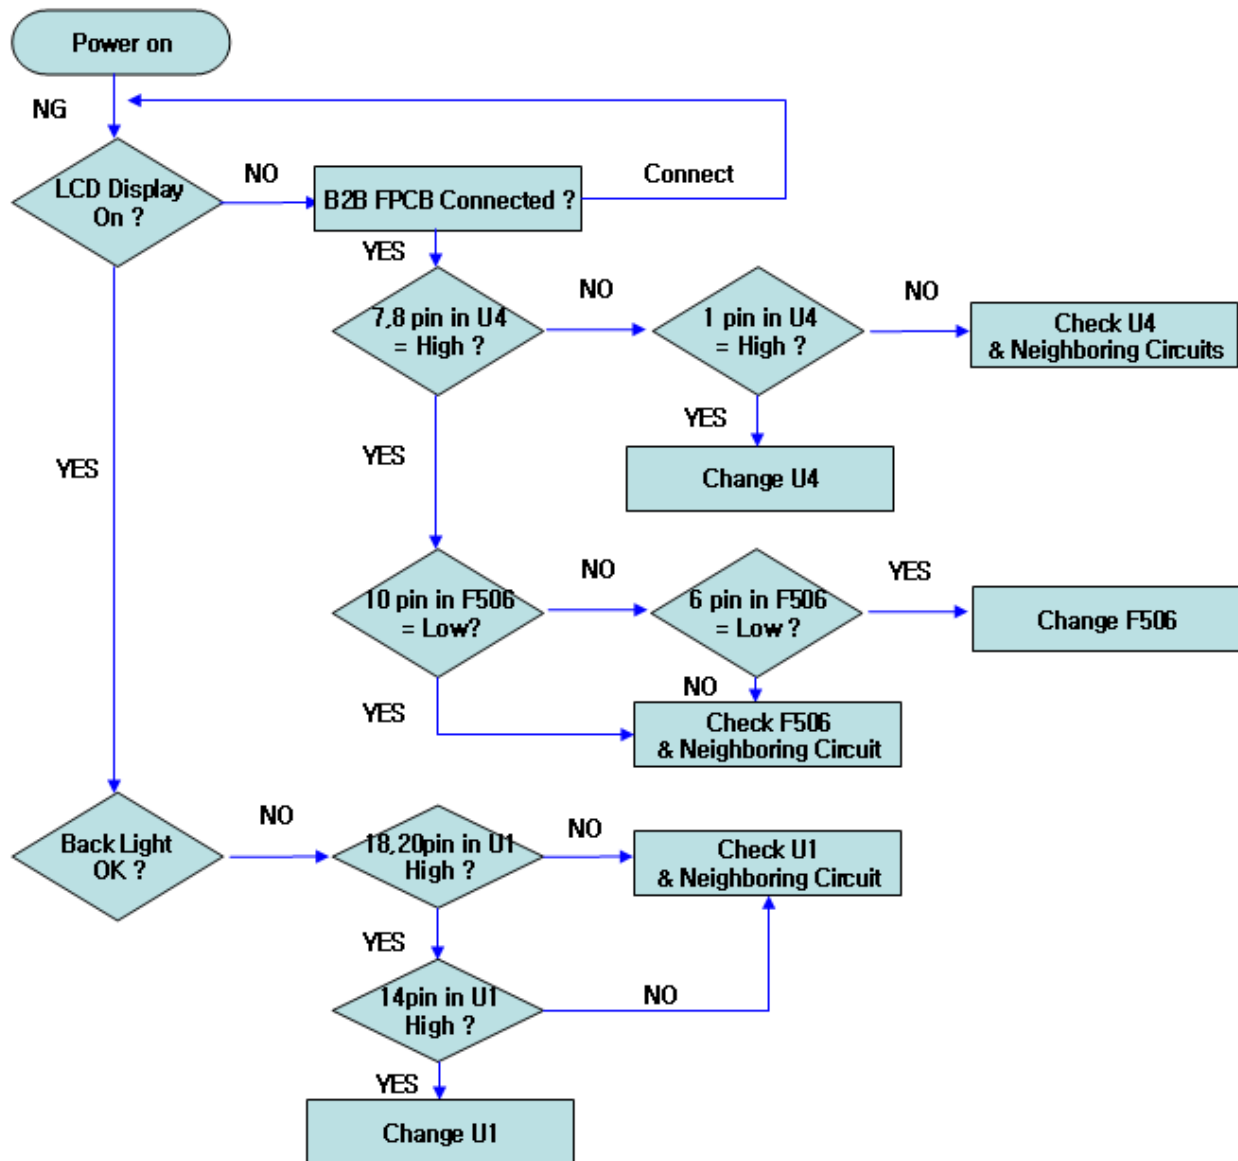 Power on
NG
LCD Display
On ?
NO
B2B FPCB Connected ?
Connect
YES
7,8 pin in U4
= High ?
NO
1 pin in U4
= High ?
NO
Check U4
& Neighboring Circuits
YES
Change U4
YES
YES
10 pin in F506
= Low?
NO
6 pin in F506
= Low ?
YES
Change F506
NO
YES
Check F506
& Neighboring Circuit
Back Light
OK ?
NO
18,20pin in U1
High ?
NO
Check U1
& Neighboring Circuit
YES
14pin in U1
High ?
NO
YES
Change U1